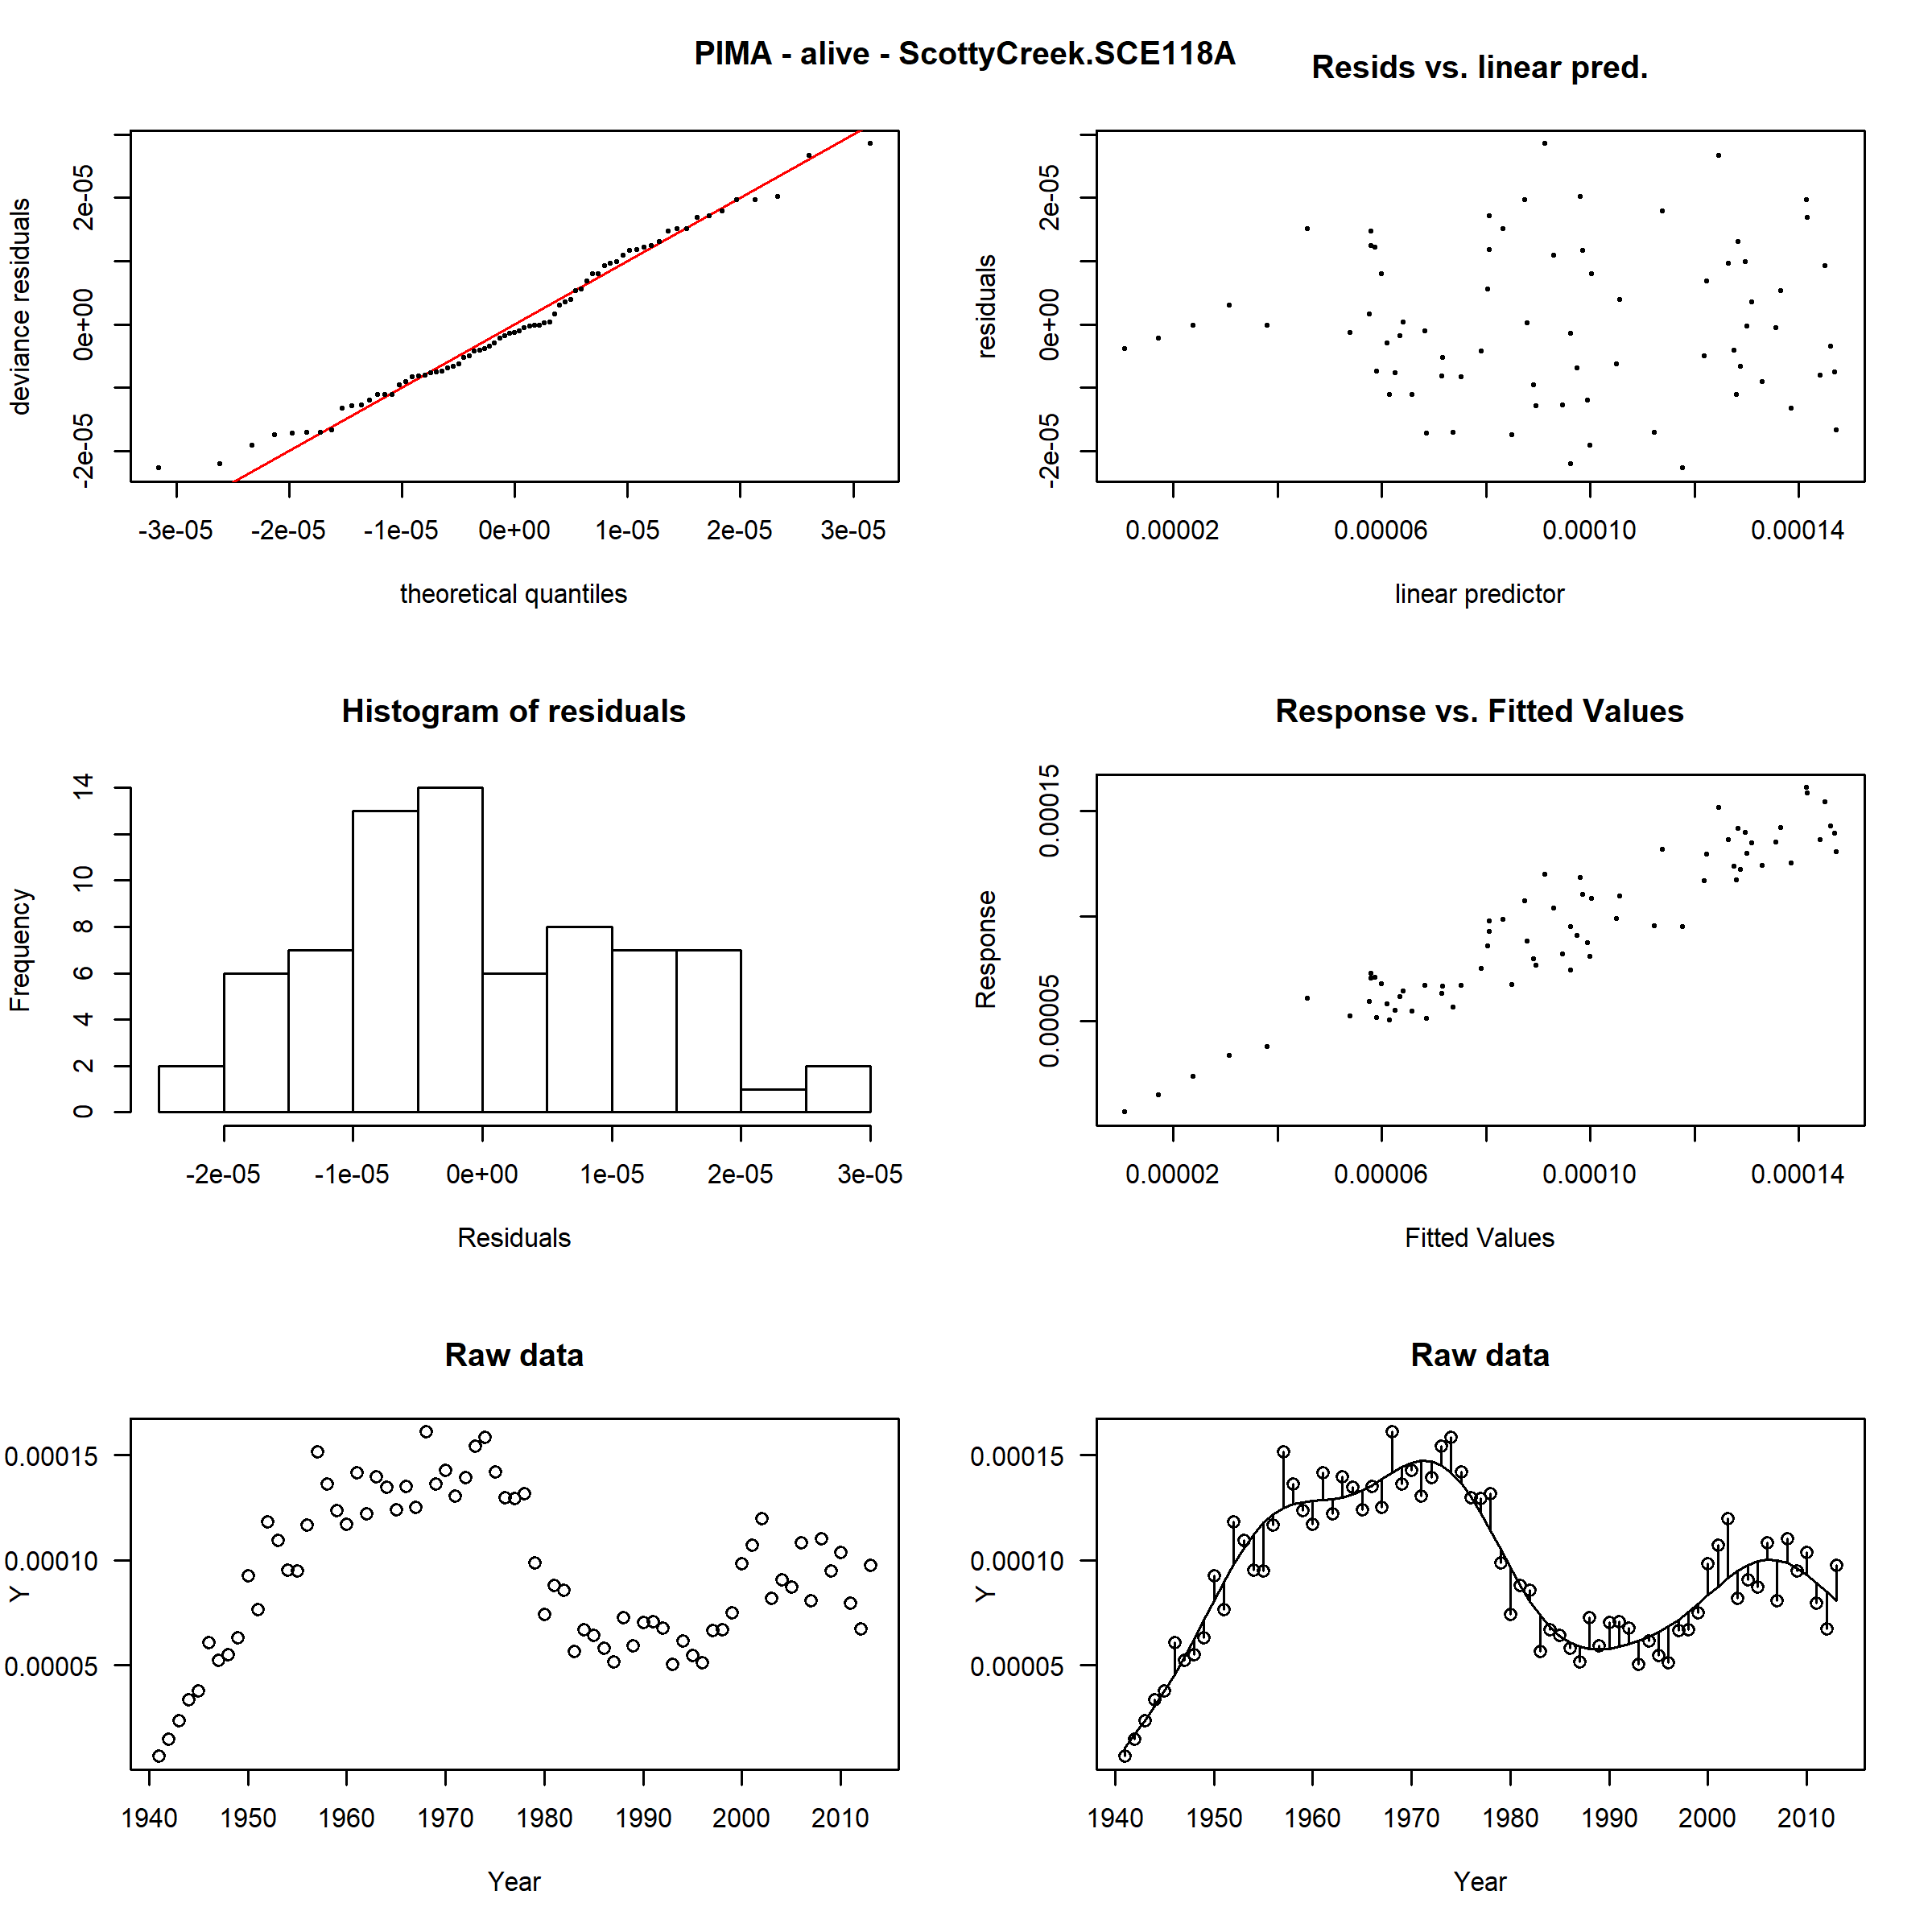 PIMA - alive - ScottyCreek.SCE118A
Resids vs. linear pred.
deviance residuals
-2e-05 0e+00 2e-05
-3e-05 -2e-05 -1e-05 0e+00 1e-05 2e-05 3e-05
theoretical quantiles
residuals
-2e-05 0e+00 2e-05
0.00002 0.00006 0.00010 0.00014
linear predictor
Histogram of residuals
Frequency
0 2 4 6 8 10 14
-2e-05 -1e-05 0e+00 1e-05 2e-05 3e-05
Residuals
Response vs. Fitted Values
Response
0.00005 0.00015
0.00002 0.00006 0.00010 0.00014
Fitted Values
Raw data
Y
0.00015
0.00010
0.00005
1940 1950 1960 1970 1980 1990 2000 2010
Year
Raw data
Y
0.00015
0.00010
0.00005
1940 1950 1960 1970 1980 1990 2000 2010
Year